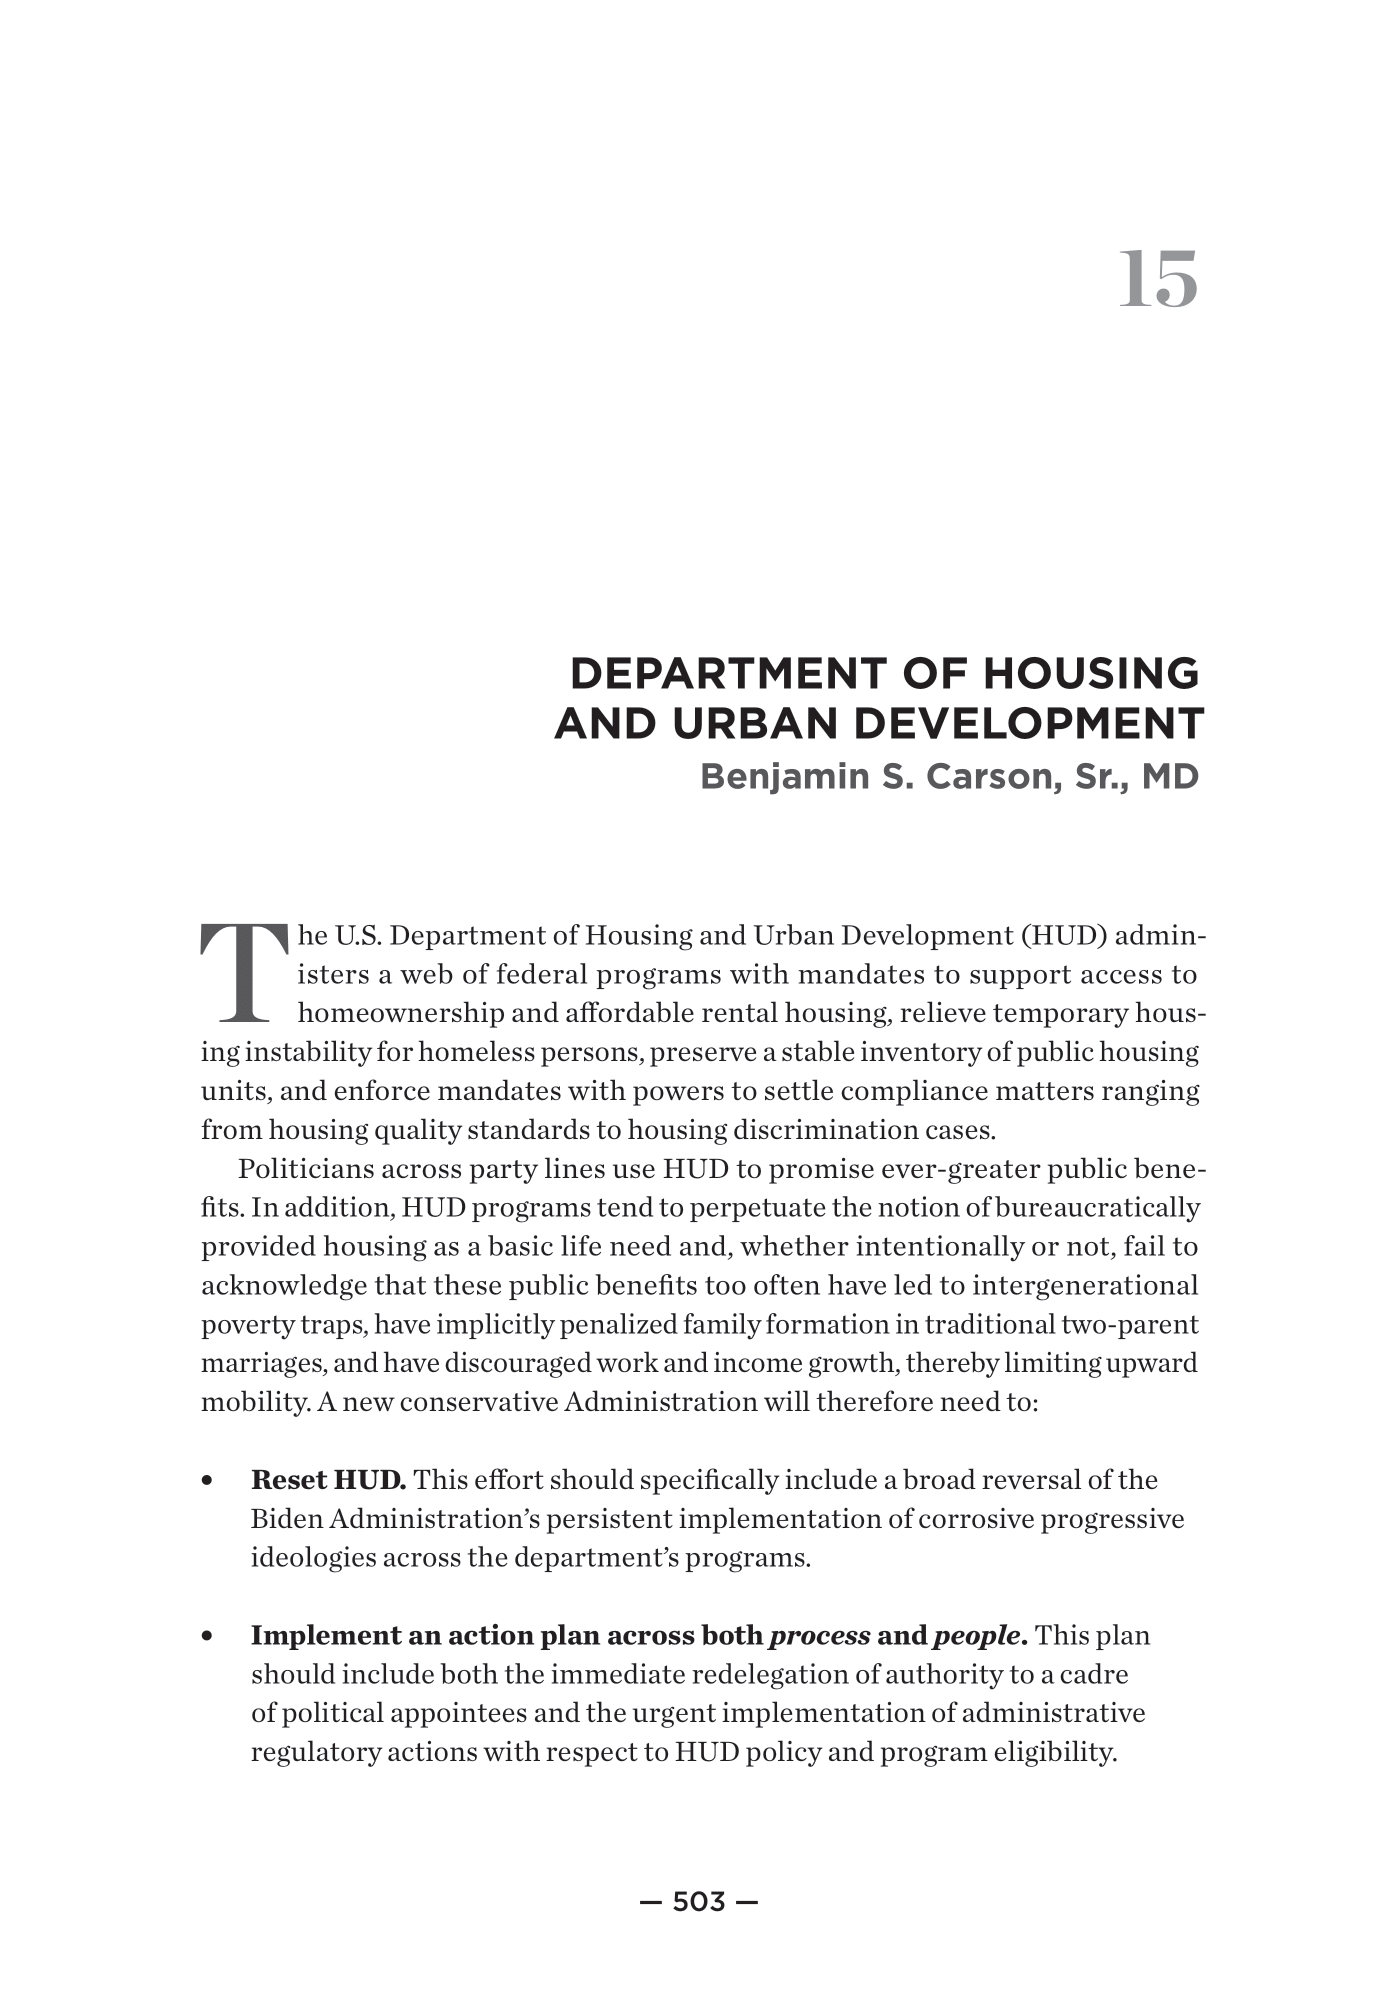 15
DEPARTMENT OF HOUSING
AND URBAN DEVELOPMENT
Benjamin S. Carson, Sr., MD
The U.S. Department of Housing and Urban Development (HUD) admin-
isters a web of federal programs with mandates to support access to
homeownership and affordable rental housing, relieve temporary hous-
ing instability for homeless persons, preserve a stable inventory of public housing
units, and enforce mandates with powers to settle compliance matters ranging
from housing quality standards to housing discrimination cases.
Politicians across party lines use HUD to promise ever-greater public bene-
fits. In addition, HUD programs tend to perpetuate the notion of bureaucratically
provided housing as a basic life need and, whether intentionally or not, fail to
acknowledge that these public benefits too often have led to intergenerational
poverty traps, have implicitly penalized family formation in traditional two-parent
marriages, and have discouraged work and income growth, thereby limiting upward
mobility. A new conservative Administration will therefore need to:
• Reset HUD. This effort should specifically include a broad reversal of the
Biden Administration’s persistent implementation of corrosive progressive
ideologies across the department’s programs.
• Implement an action plan across both process and people. This plan
should include both the immediate redelegation of authority to a cadre
of political appointees and the urgent implementation of administrative
regulatory actions with respect to HUD policy and program eligibility.
— 503 —